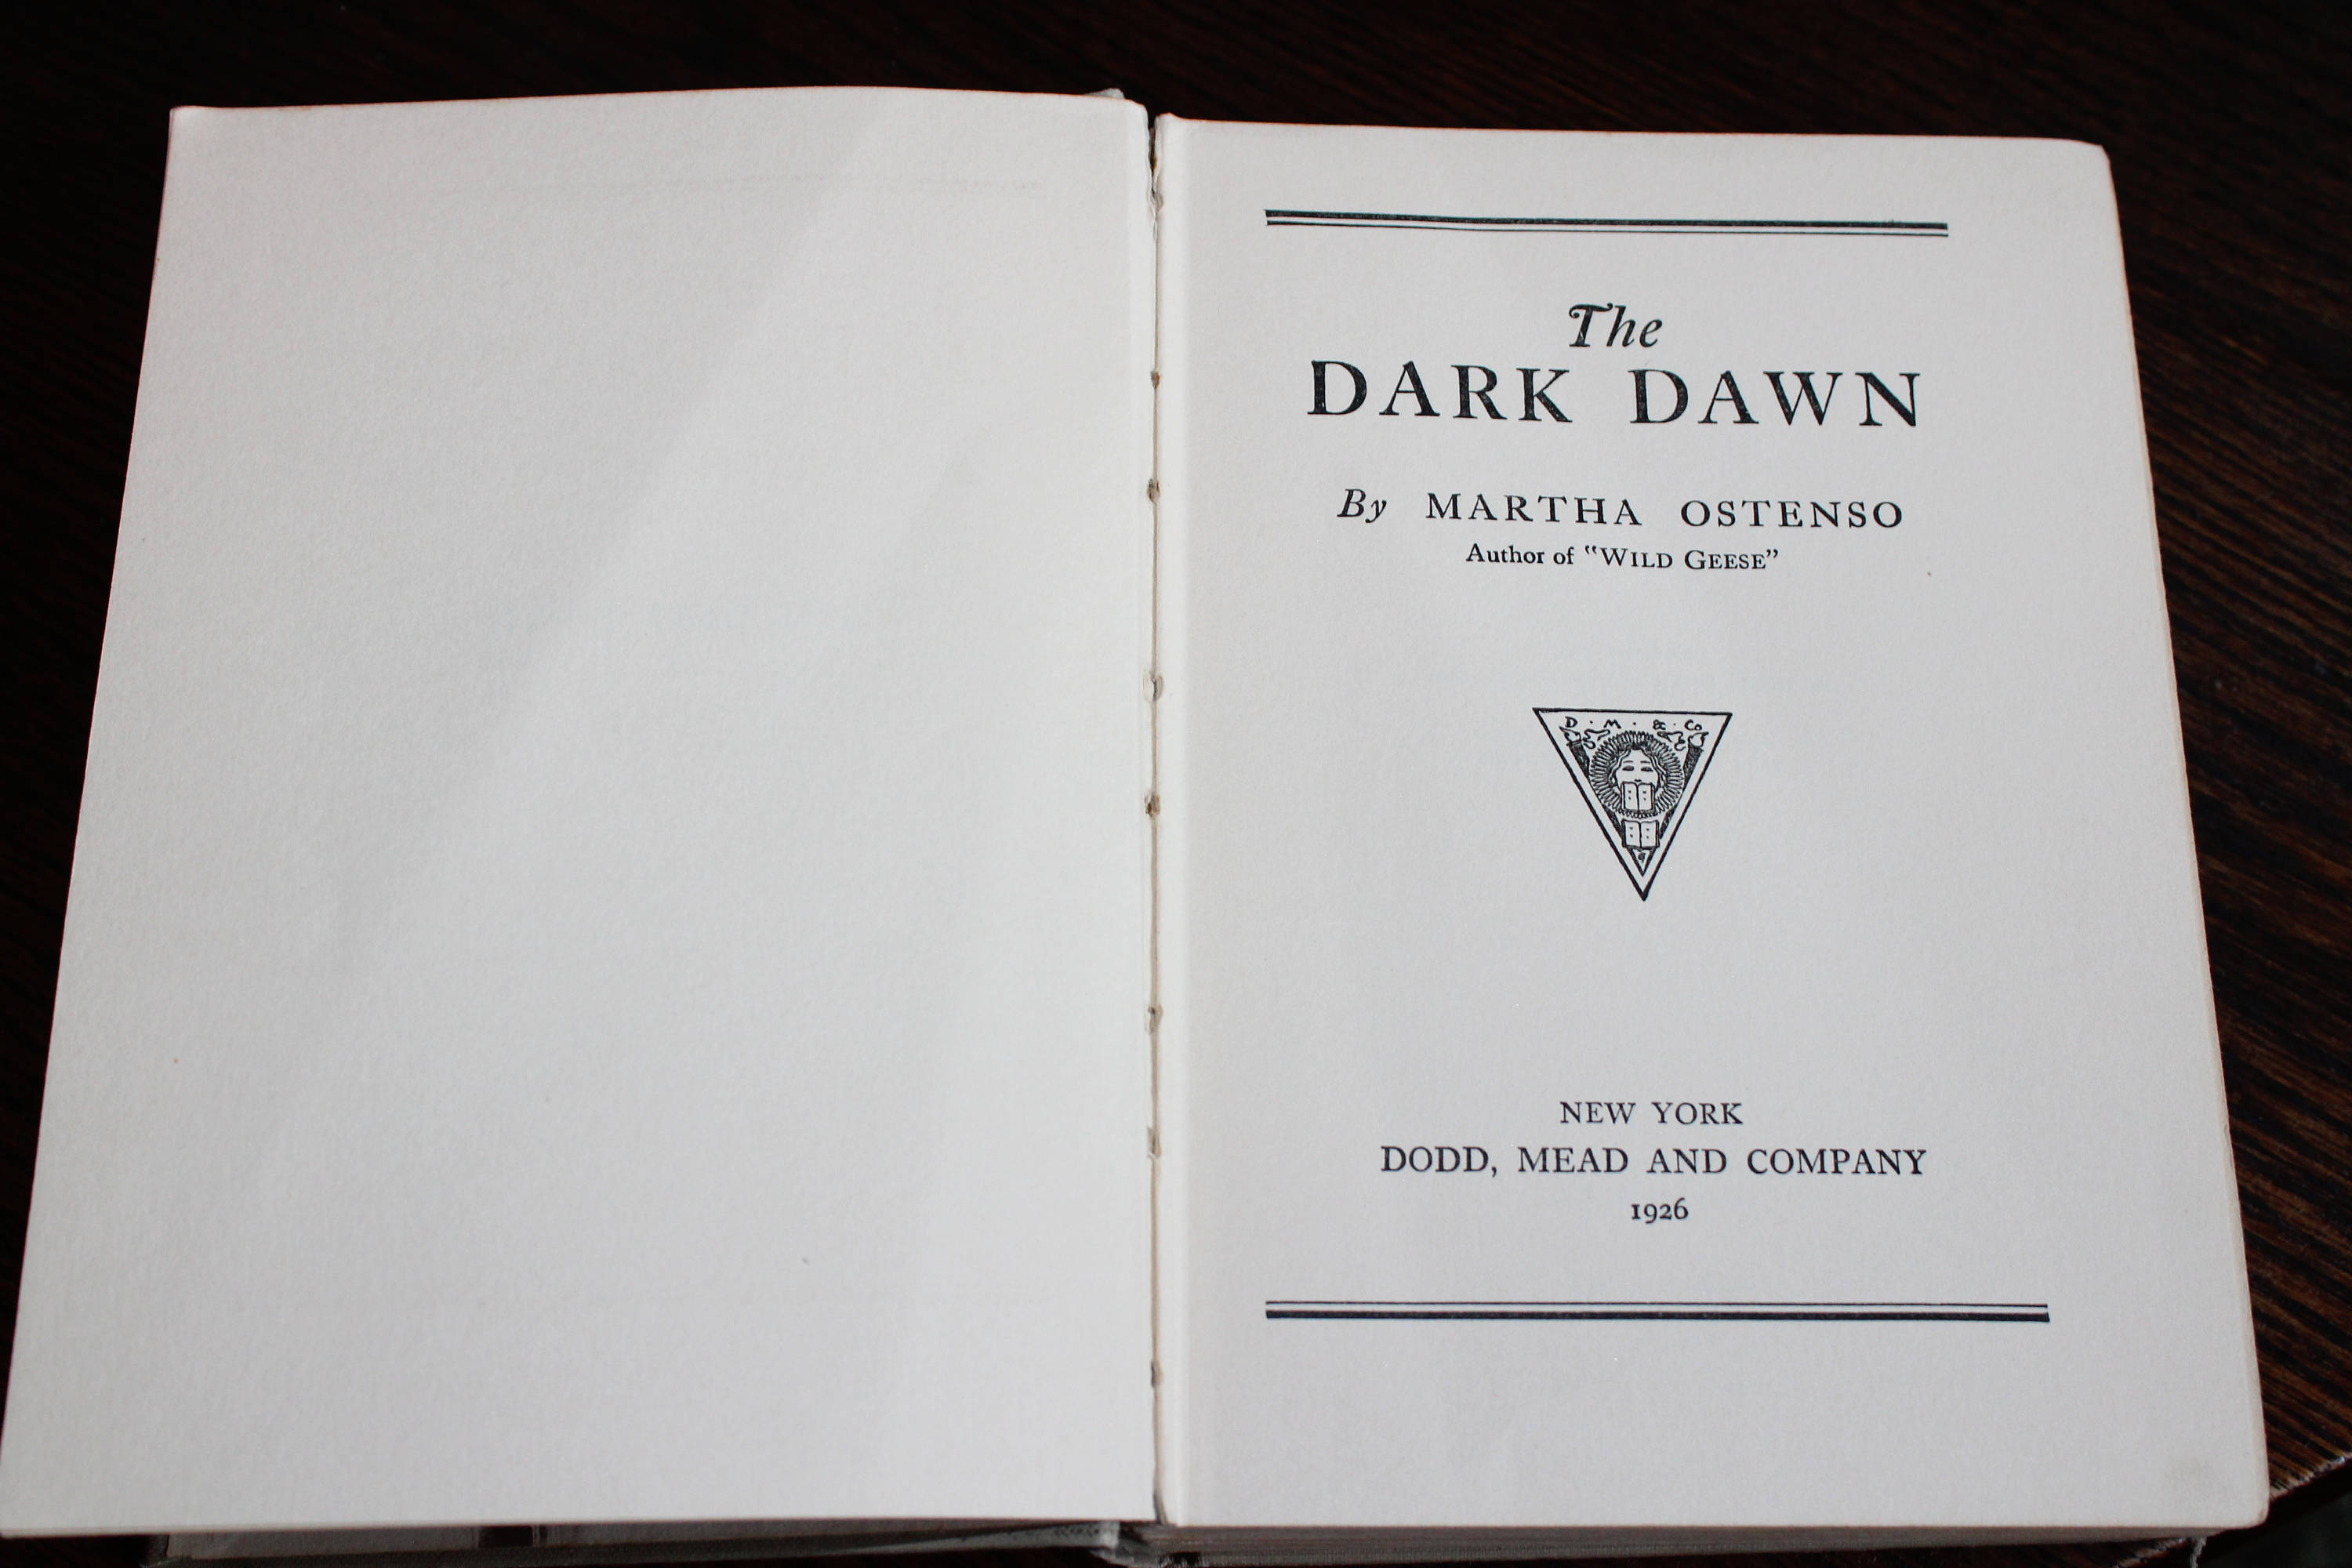 The
DARK DAWN
By MARTHA OSTENSO
Author of "WILD GEESE"
D · M · & · Co
NEW YORK
DODD, MEAD AND COMPANY
1926